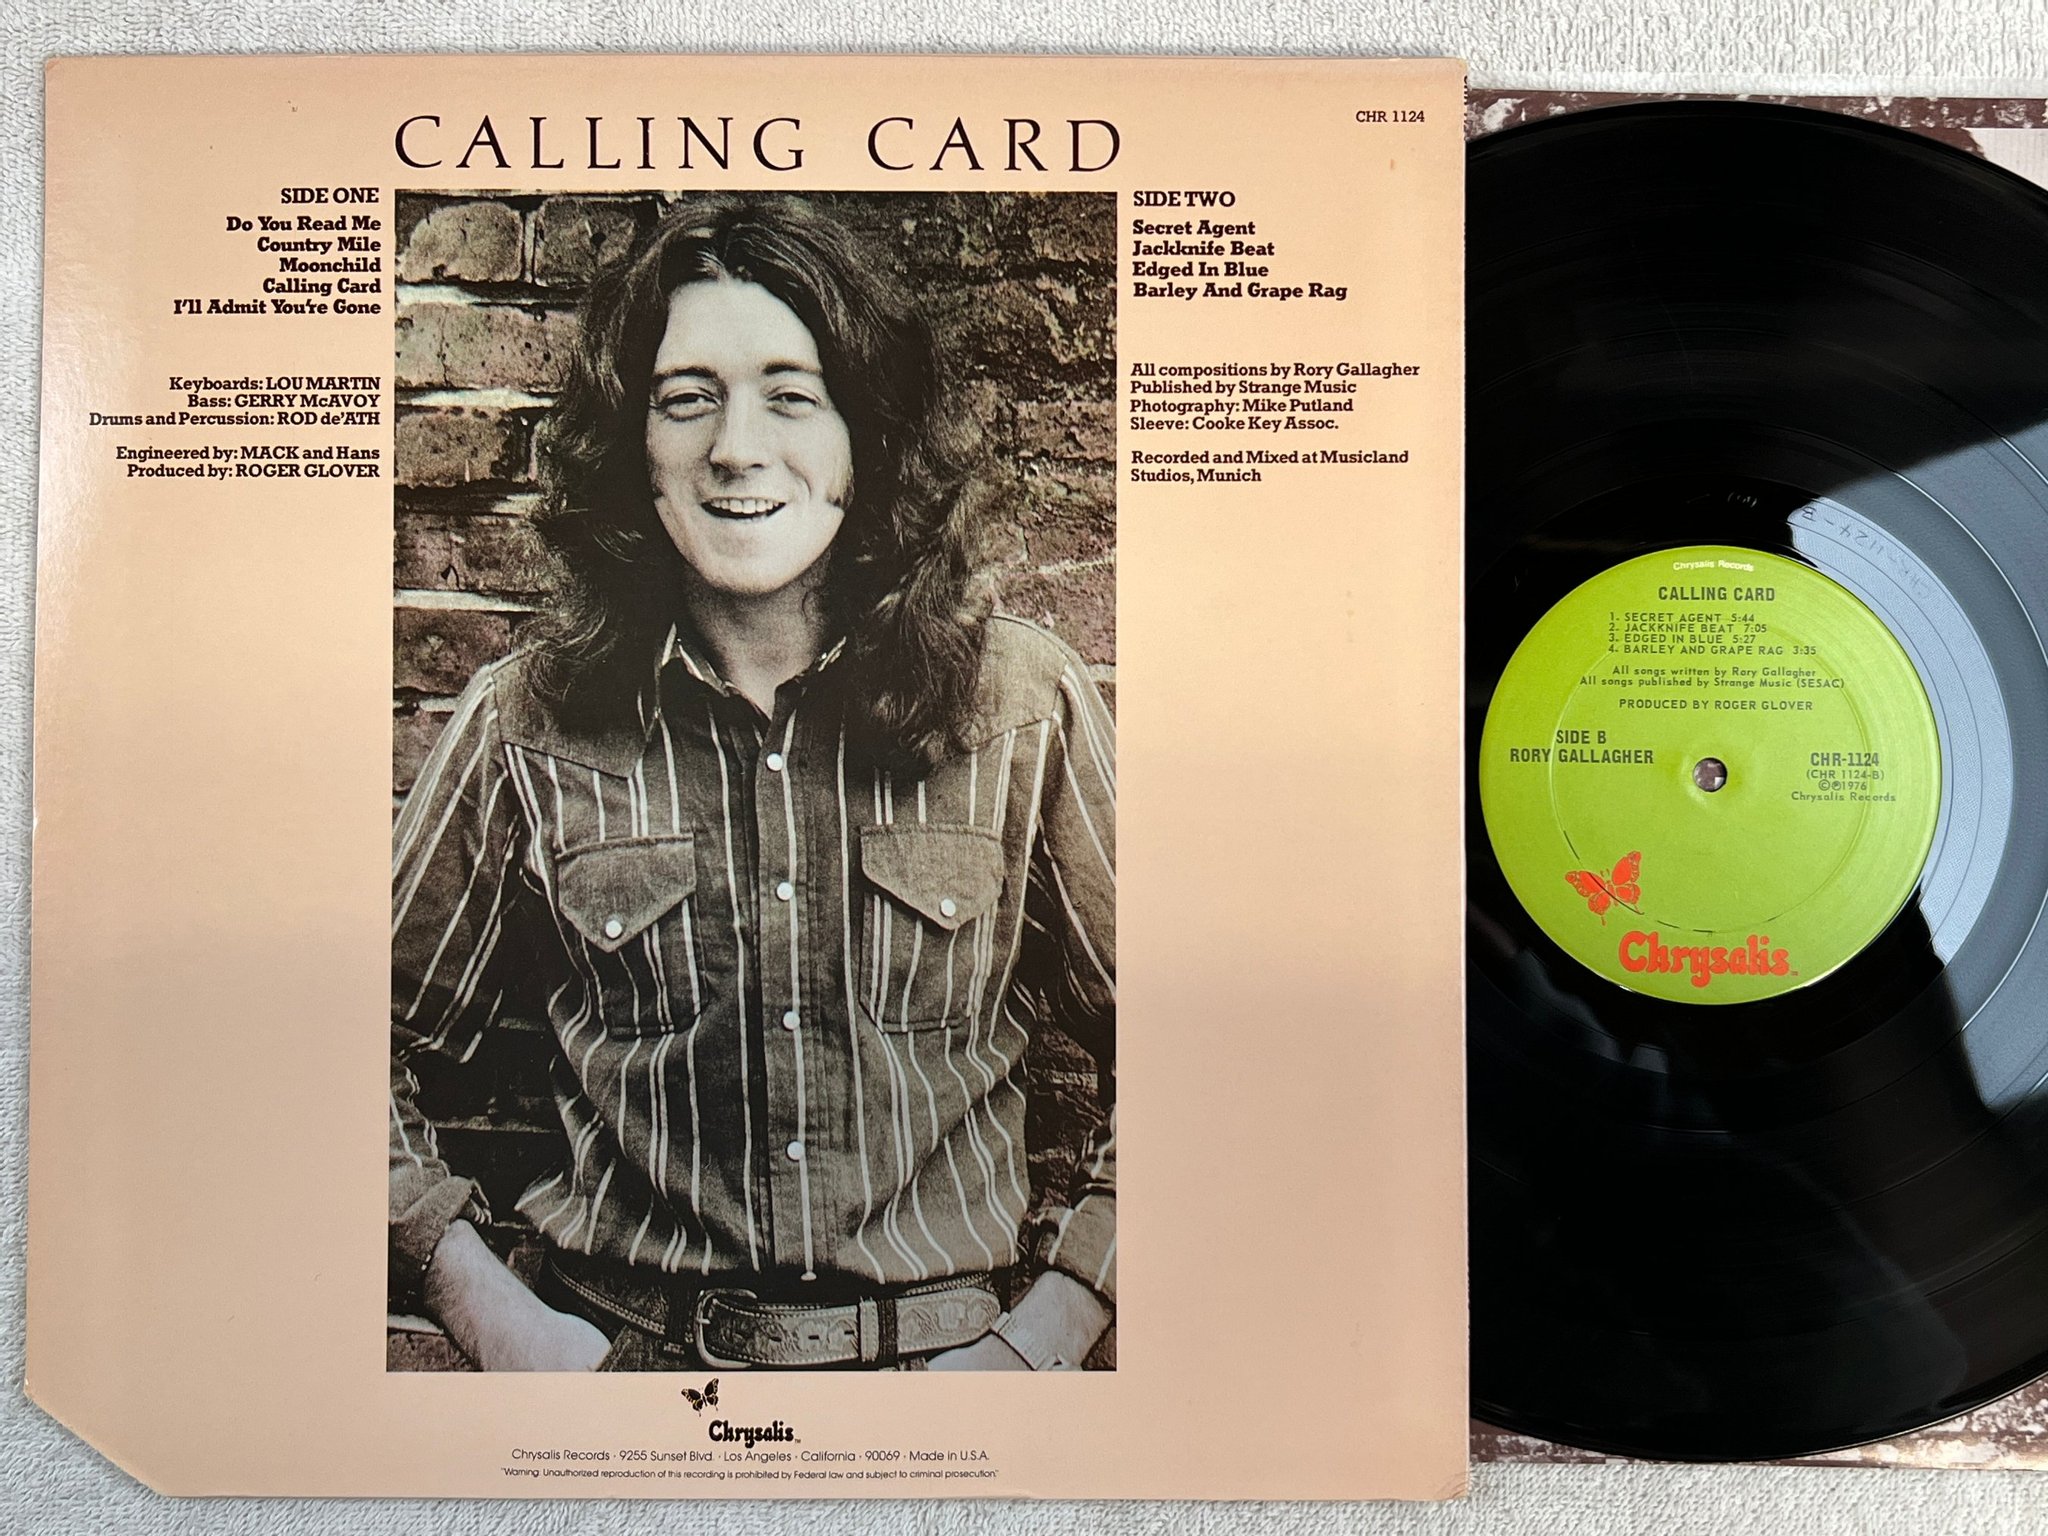 CALLING CARD
CHR 1124
SIDE ONE
Do You Read Me
Country Mile
Moonchild
Calling Card
I'll Admit You're Gone
Keyboards: LOU MARTIN
Bass: GERRY McAVOY
Drums and Percussion: ROD de'ATH
Engineered by: MACK and Hans
Produced by: ROGER GLOVER
SIDE TWO
Secret Agent
Jackknife Beat
Edged In Blue
Barley And Grape Rag
All compositions by Rory Gallagher
Published by Strange Music
Photography: Mike Putland
Sleeve: Cooke Key Assoc.
Recorded and Mixed at Musicland
Studios, Munich
Chrysalis™
Chrysalis Records · 9255 Sunset Blvd. · Los Angeles · California · 90069 · Made in U.S.A.
"Warning: Unauthorized reproduction of this recording is prohibited by Federal law and subject to criminal prosecution."
Chrysalis Records
CALLING CARD
1. SECRET AGENT 5:44
2. JACKKNIFE BEAT 7:05
3. EDGED IN BLUE 5:27
4. BARLEY AND GRAPE RAG 3:35
All songs written by Rory Gallagher
All songs published by Strange Music (SESAC)
PRODUCED BY ROGER GLOVER
SIDE B
RORY GALLAGHER
CHR-1124
(CHR 1124-B)
©℗1976
Chrysalis Records
Chrysalis™